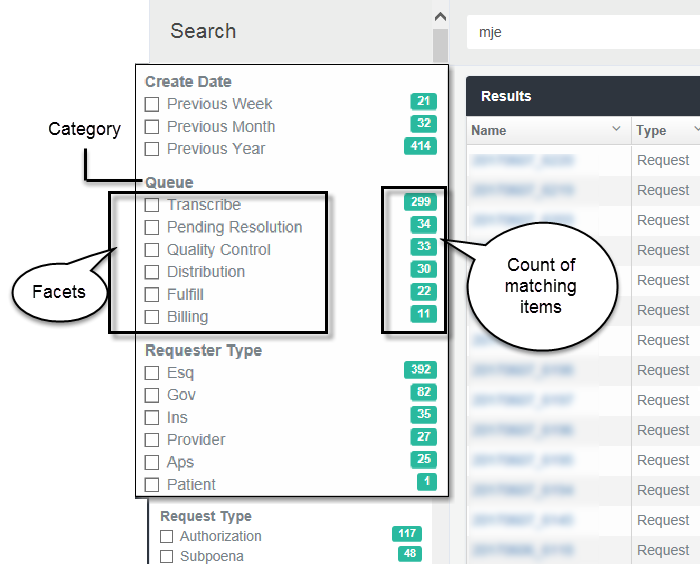 Search
mje
Create Date
Previous Week 21
Previous Month 32
Previous Year 414
Category
Queue
Transcribe 299
Pending Resolution 34
Quality Control 33
Distribution 30
Fulfill 22
Billing 11
Facets
Count of
matching
items
Requester Type
Esq 392
Gov 82
Ins 35
Provider 27
Aps 25
Patient 1
Request Type
Authorization 117
Subpoena 48
Results
Name Type
Request
Request
Request
Request
Request
Request
Request
Request
Request
Request
Request
Request
Request
Request